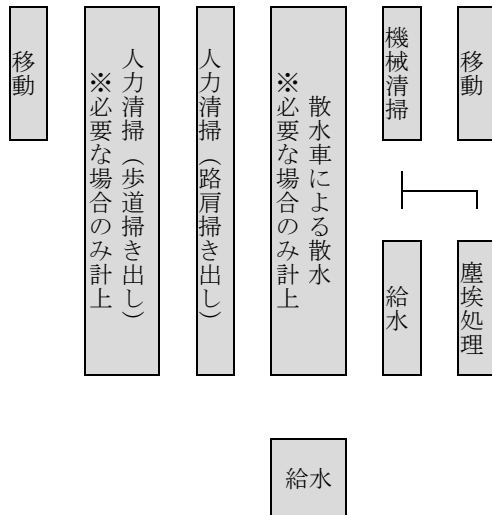 移動
人力清掃（歩道掃き出し）
※必要な場合のみ計上
人力清掃（路肩掃き出し）
散水車による散水
※必要な場合のみ計上
機械清掃
移動
給水
塵埃処理
給水